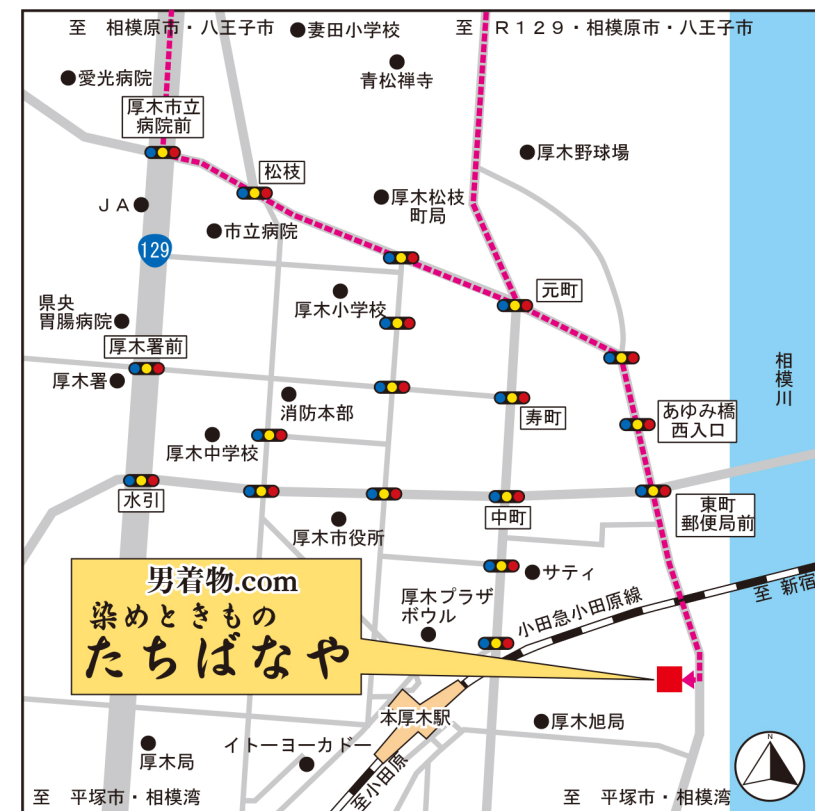 至　相模原市・八王子市
妻田小学校
至　Ｒ１２９・相模原市・八王子市
青松禅寺
愛光病院
厚木市立
病院前
厚木野球場
松枝
厚木松枝
町局
ＪＡ
市立病院
129
元町
厚木小学校
県央
胃腸病院
厚木署前
相模川
厚木署
消防本部
寿町
あゆみ橋
西入口
厚木中学校
水引
中町
東町
郵便局前
厚木市役所
サティ
至　新宿
男着物.com
染めときもの
たちばなや
厚木プラザ
ボウル
小田急小田原線
本厚木駅
厚木旭局
厚木局
イトーヨーカドー
至小田原
N
至　平塚市・相模湾
至　平塚市・相模湾